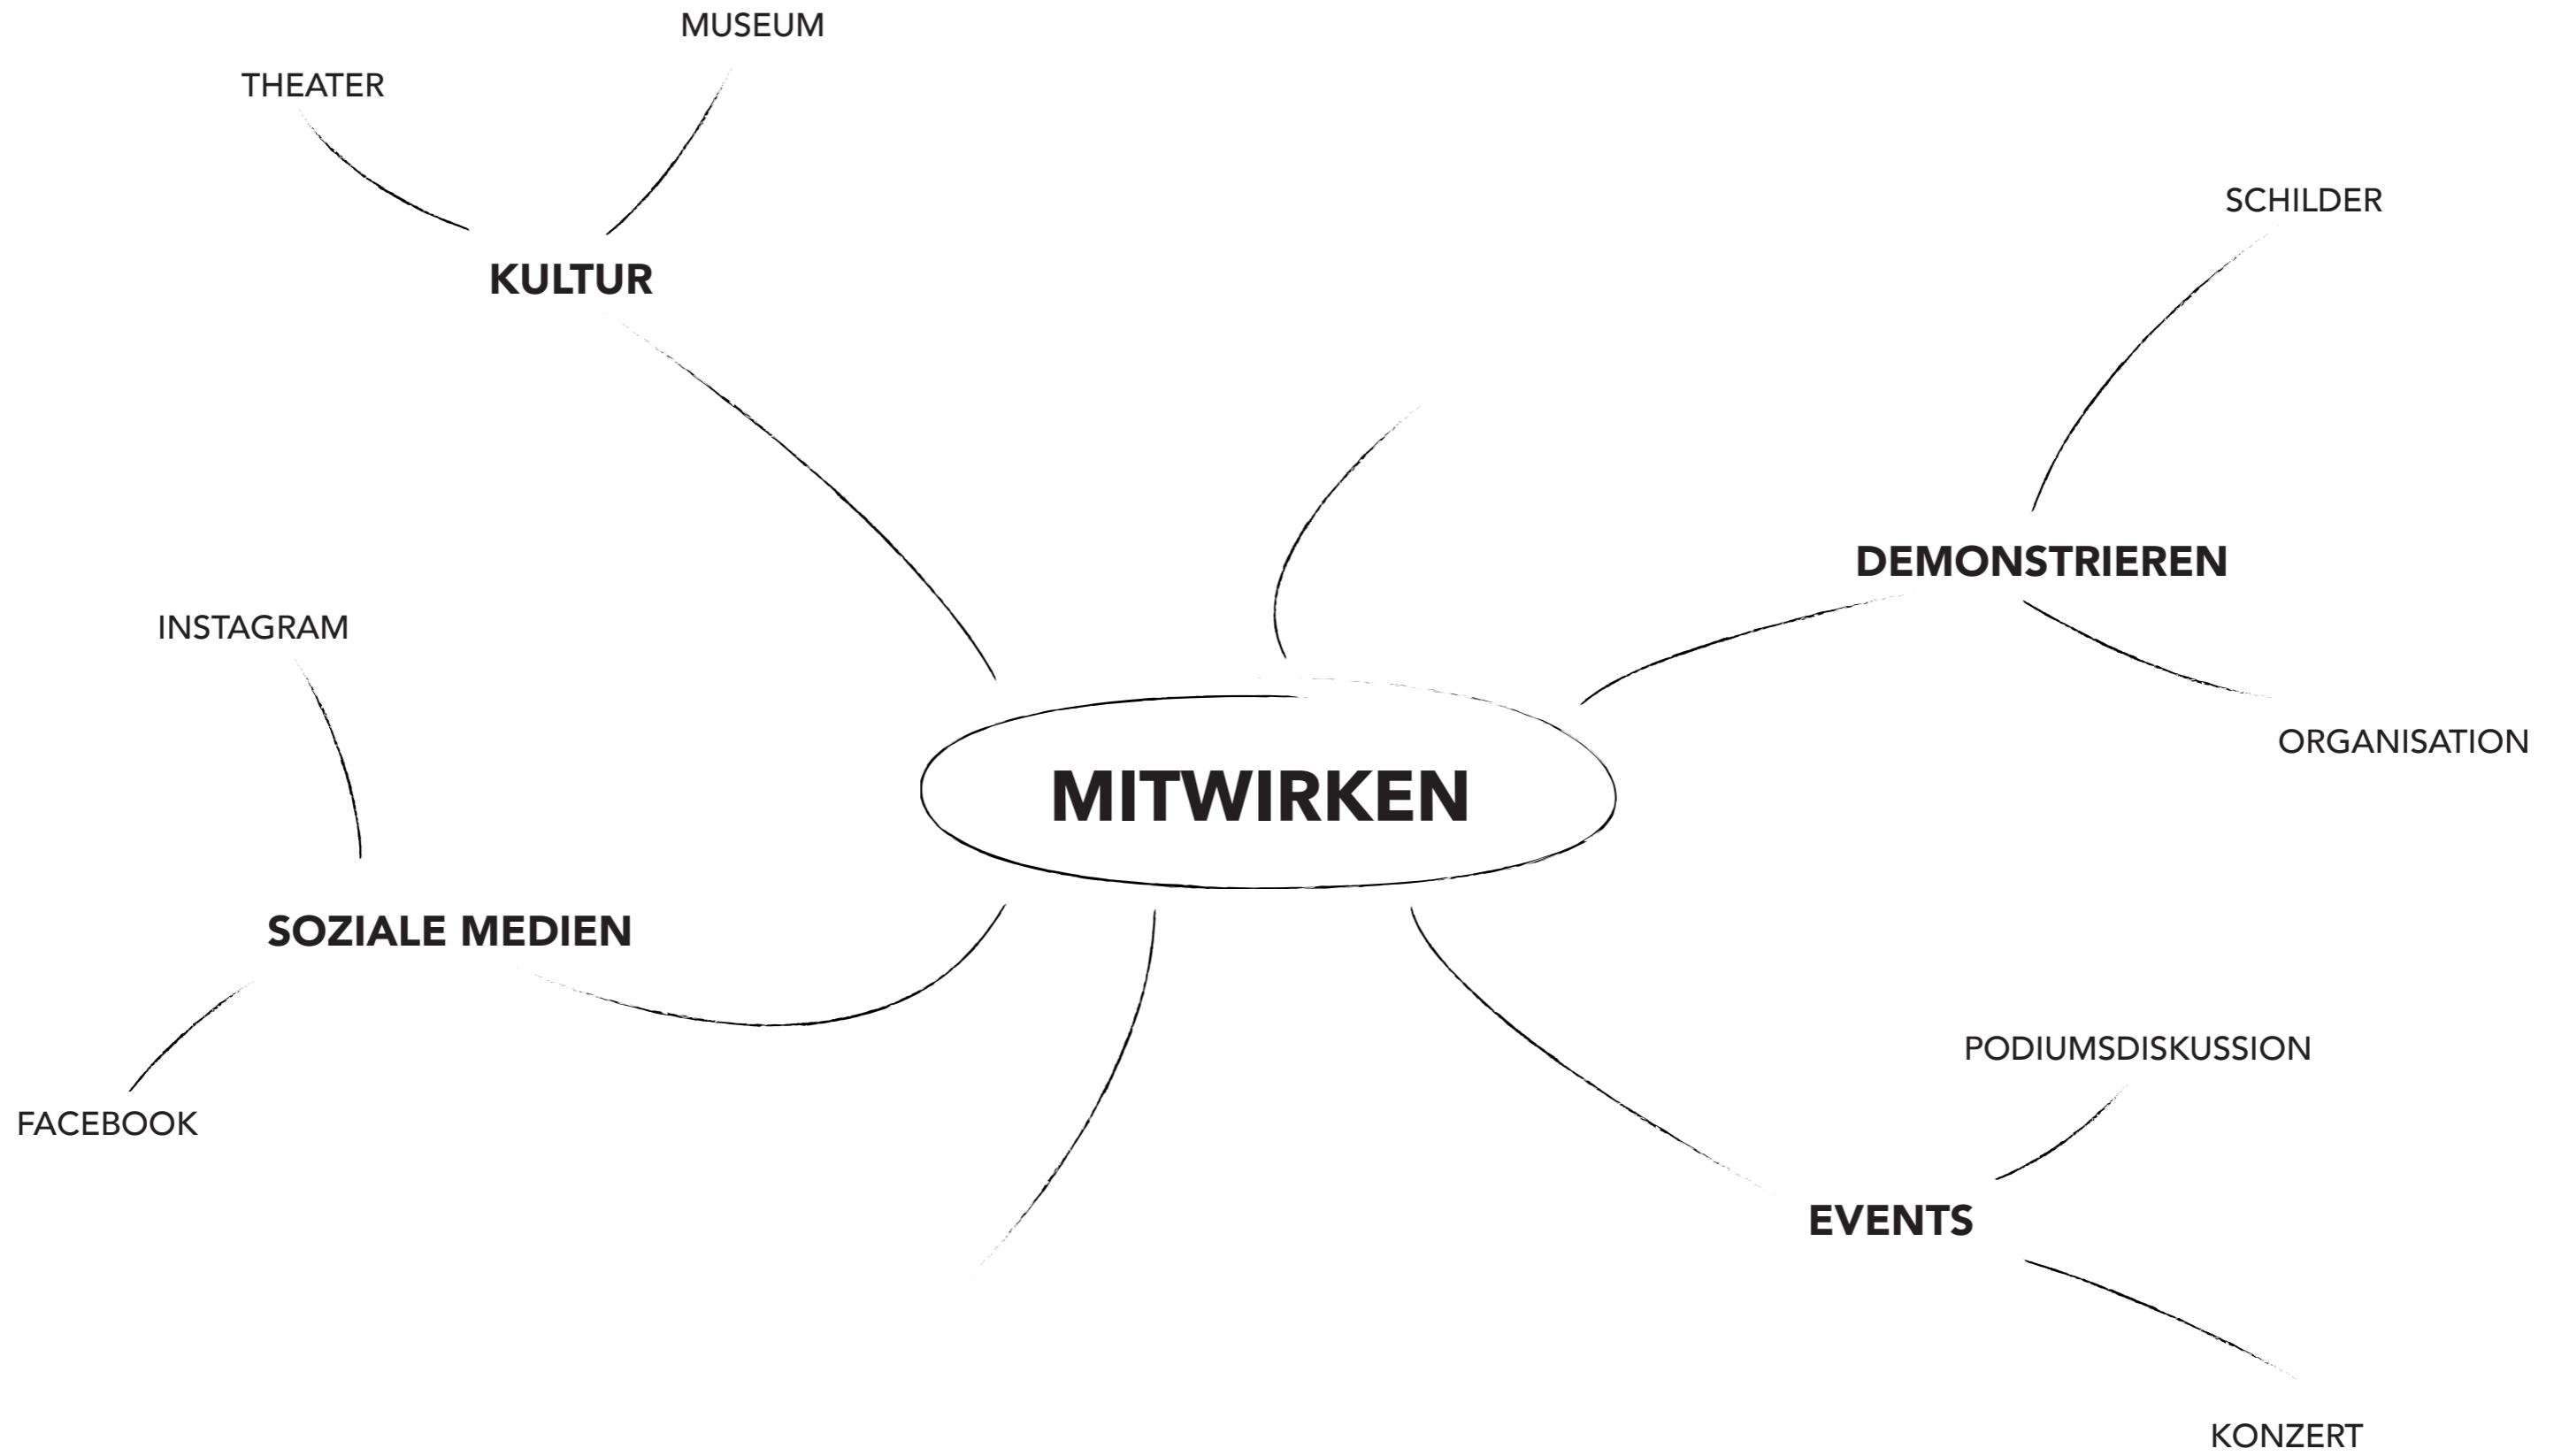 MUSEUM
THEATER
KULTUR
SCHILDER
DEMONSTRIEREN
ORGANISATION
INSTAGRAM
MITWIRKEN
SOZIALE MEDIEN
FACEBOOK
PODIUMSDISKUSSION
EVENTS
KONZERT